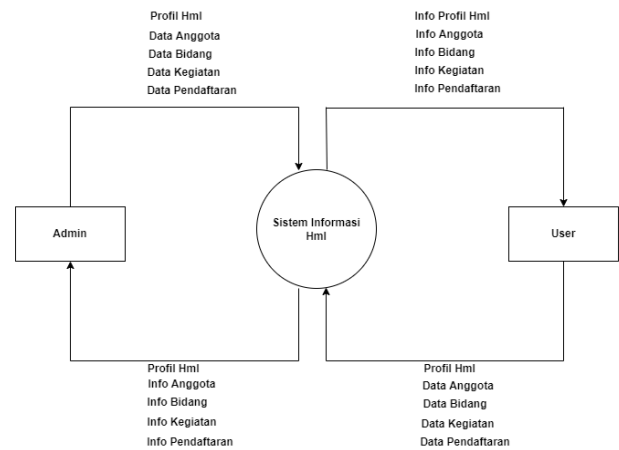 Profil Hml
Data Anggota
Data Bidang
Data Kegiatan
Data Pendaftaran
Info Profil Hml
Info Anggota
Info Bidang
Info Kegiatan
Info Pendaftaran
Admin
Sistem Informasi
Hml
User
Profil Hml
Info Anggota
Info Bidang
Info Kegiatan
Info Pendaftaran
Profil Hml
Data Anggota
Data Bidang
Data Kegiatan
Data Pendaftaran